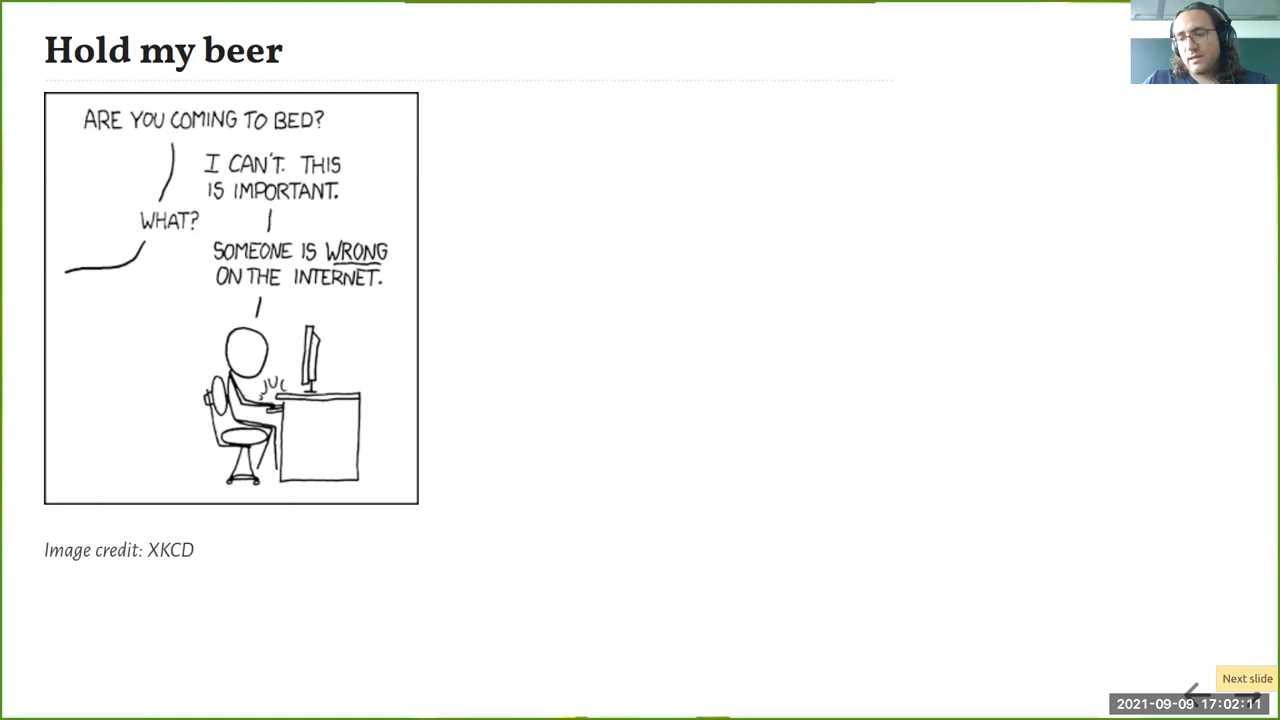 Hold my beer
ARE YOU COMING TO BED?
I CAN'T. THIS
IS IMPORTANT.
WHAT?
SOMEONE IS WRONG
ON THE INTERNET.
Image credit: XKCD
Next slide
2021-09-09 17:02:11